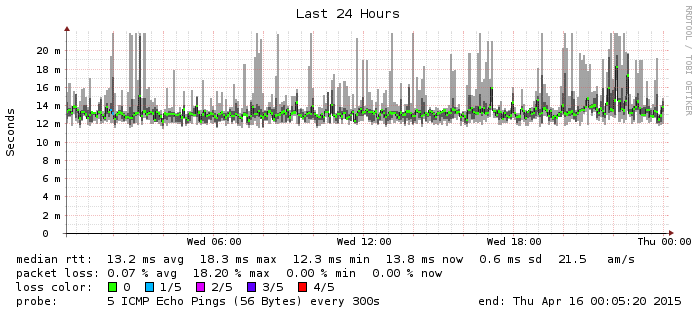 Last 24 Hours
RRDTOOL / TOBI OETIKER
Seconds
20 m
18 m
16 m
14 m
12 m
10 m
8 m
6 m
4 m
2 m
0
Wed 06:00 Wed 12:00 Wed 18:00 Thu 00:00
median rtt: 13.2 ms avg 18.3 ms max 12.3 ms min 13.8 ms now 0.6 ms sd 21.5 am/s
packet loss: 0.07 % avg 18.20 % max 0.00 % min 0.00 % now
loss color: 0 1/5 2/5 3/5 4/5
probe: 5 ICMP Echo Pings (56 Bytes) every 300s end: Thu Apr 16 00:05:20 2015